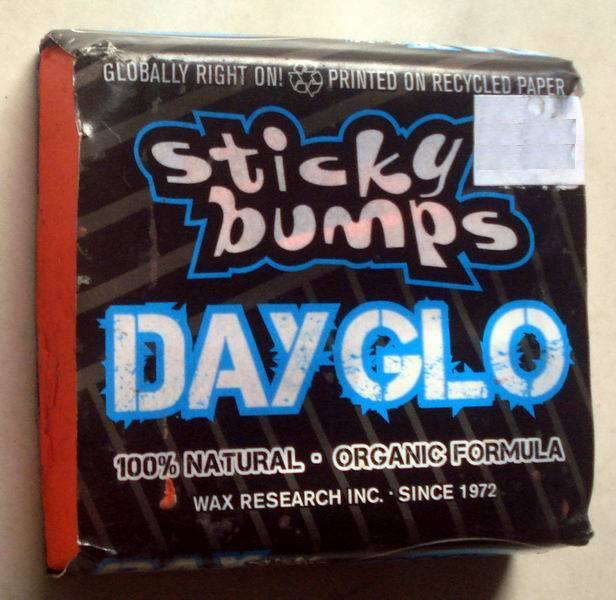 GLOBALLY RIGHT ON! PRINTED ON RECYCLED PAPER
sticky
bumps
DAYGLO
100% NATURAL • ORGANIC FORMULA
WAX RESEARCH INC. · SINCE 1972